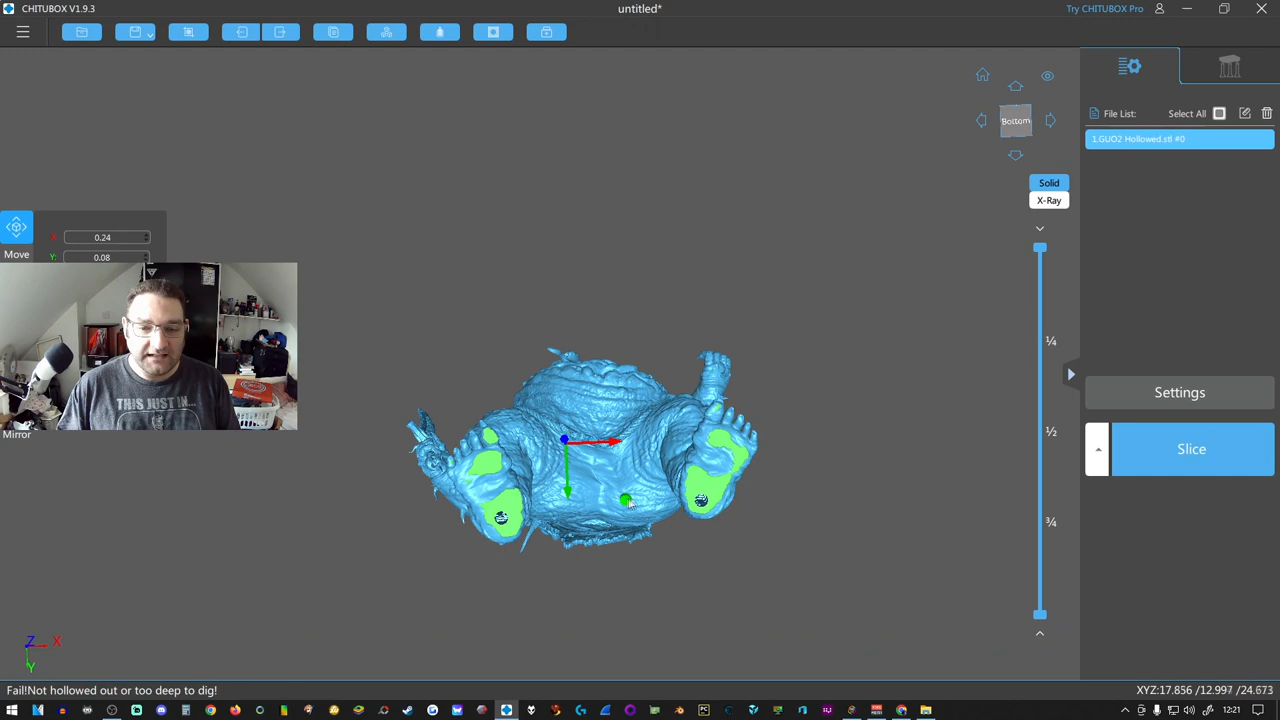 CHITUBOX V1.9.3
untitled*
Try CHITUBOX Pro
Bottom
File List:
Select All
1.GUO2 Hollowed.stl #0
Solid
X-Ray
X:
0.24
Move
Y:
0.08
THIS JUST IN...
Mirror
¼
½
¾
Settings
Slice
Z
X
Y
Fail!Not hollowed out or too deep to dig!
XYZ:17.856 /12.997 /24.673
12:21